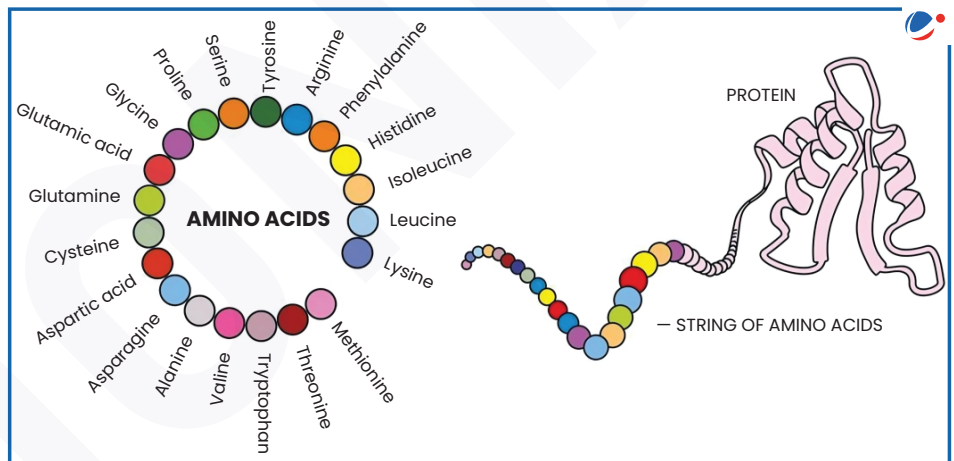 Tyrosine
Arginine
Phenylalanine
Histidine
Isoleucine
Leucine
Lysine
Serine
Proline
Glycine
Glutamic acid
Glutamine
Cysteine
Aspartic acid
Asparagine
Alanine
Valine
Tryptophan
Threonine
Methionine
AMINO ACIDS
PROTEIN
— STRING OF AMINO ACIDS